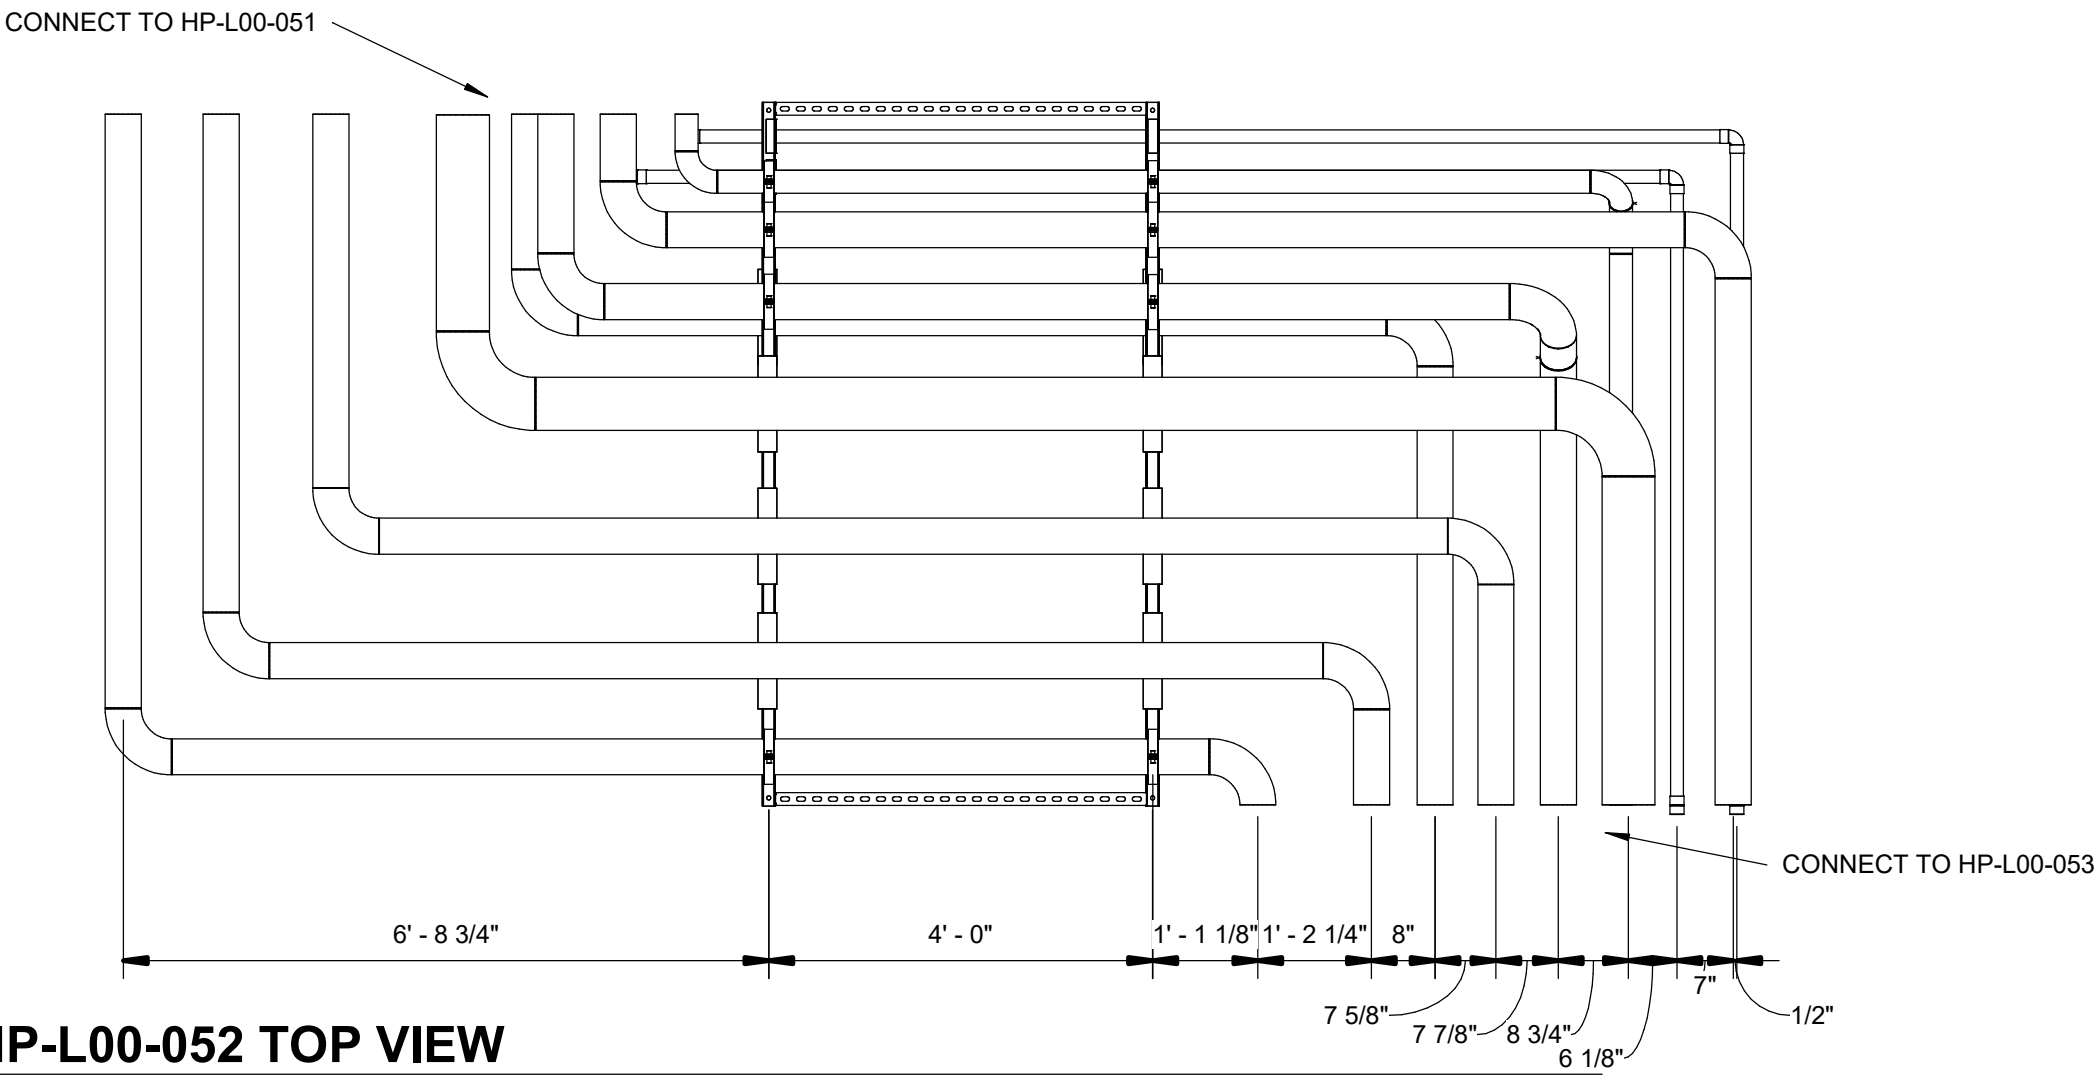 CONNECT TO HP-L00-051
CONNECT TO HP-L00-053
6' - 8 3/4"
4' - 0"
1' - 1 1/8"
1' - 2 1/4"
8"
7 5/8"
7 7/8"
8 3/4"
6 1/8"
7"
1/2"
HP-L00-052 TOP VIEW